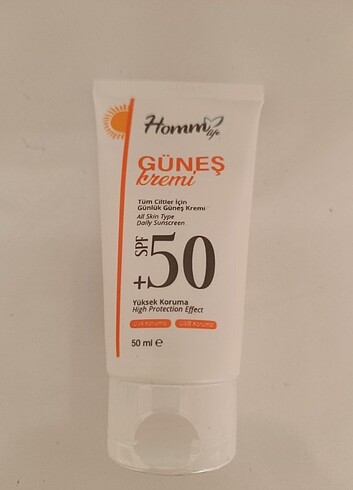 Homm life
GÜNEŞ
kremi
Tüm Ciltler İçin
Günlük Güneş Kremi
All Skin Type
Daily Sunscreen
SPF
+50
Yüksek Koruma
High Protection Effect
UVA Koruma UVB Koruma
50 ml ℮